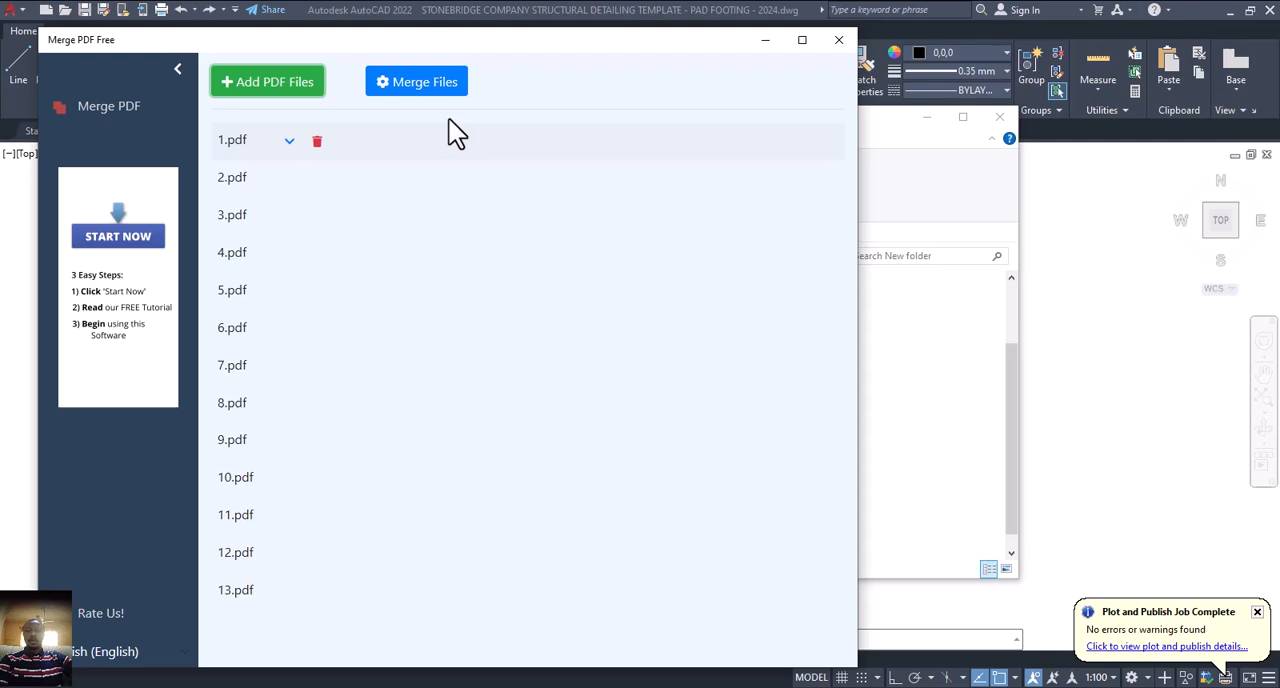 Share
Autodesk AutoCAD 2022
STONEBRIDGE COMPANY STRUCTURAL DETAILING TEMPLATE - PAD FOOTING - 2024.dwg
Type a keyword or phrase
Sign In
Home
Merge PDF Free
Line
Merge PDF
Add PDF Files
Merge Files
0,0,0
0.35 mm
BYLAY...
Group
Measure
Paste
Base
Groups
Utilities
Clipboard
View
[−][Top]
1.pdf
2.pdf
3.pdf
4.pdf
5.pdf
6.pdf
7.pdf
8.pdf
9.pdf
10.pdf
11.pdf
12.pdf
13.pdf
START NOW
3 Easy Steps:
1) Click 'Start Now'
2) Read our FREE Tutorial
3) Begin using this
Software
N
W
TOP
E
S
WCS
Search New folder
Rate Us!
(English)
Plot and Publish Job Complete
No errors or warnings found
Click to view plot and publish details...
MODEL
1:100